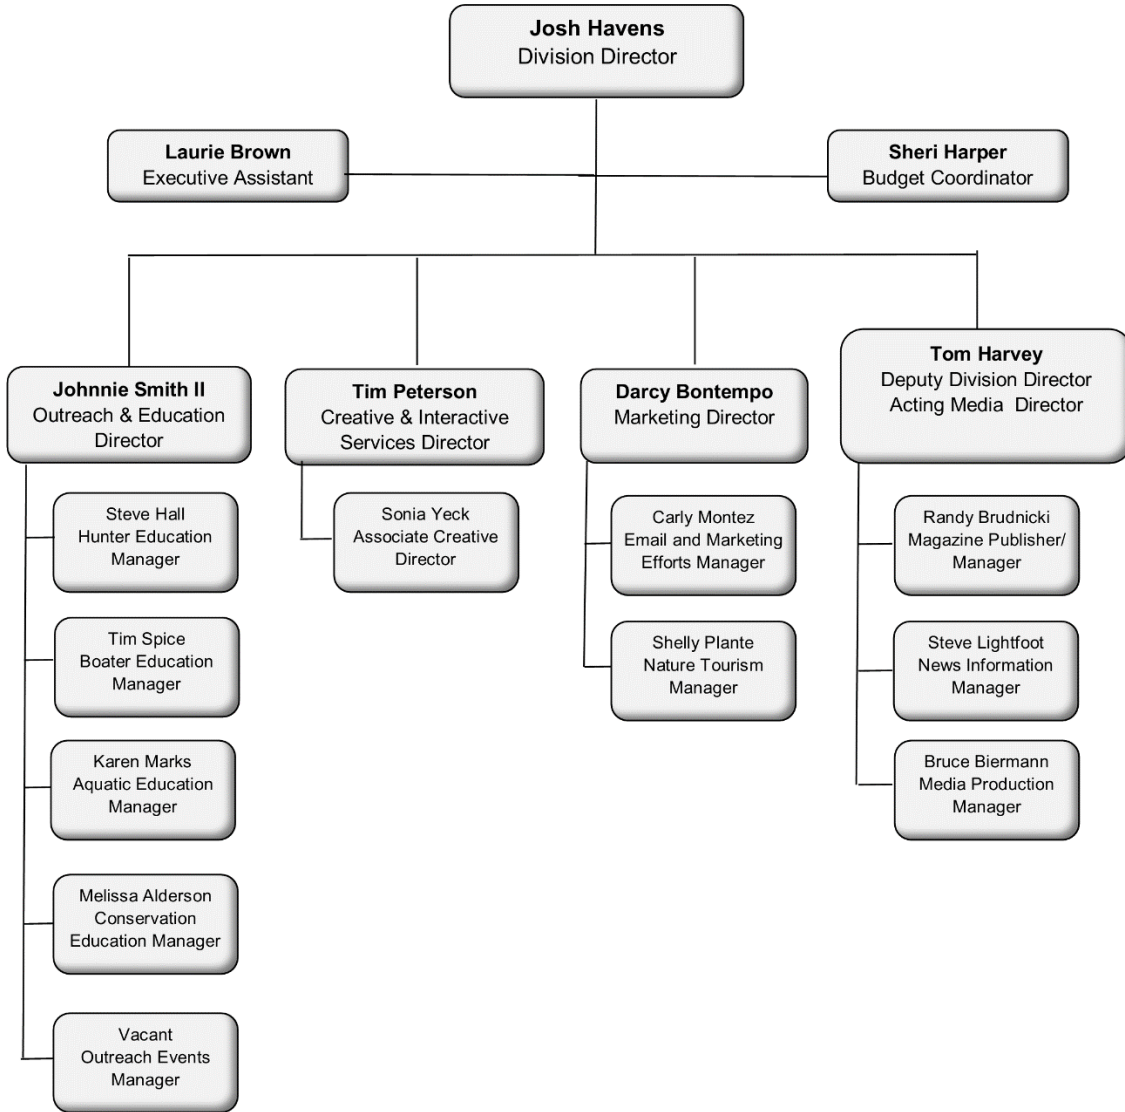 Josh Havens
Division Director
Laurie Brown
Executive Assistant
Sheri Harper
Budget Coordinator
Johnnie Smith II
Outreach & Education
Director
Tim Peterson
Creative & Interactive
Services Director
Darcy Bontempo
Marketing Director
Tom Harvey
Deputy Division Director
Acting Media  Director
Steve Hall
Hunter Education
Manager
Tim Spice
Boater Education
Manager
Karen Marks
Aquatic Education
Manager
Melissa Alderson
Conservation
Education Manager
Vacant
Outreach Events
Manager
Sonia Yeck
Associate Creative
Director
Carly Montez
Email and Marketing
Efforts Manager
Shelly Plante
Nature Tourism
Manager
Randy Brudnicki
Magazine Publisher/
Manager
Steve Lightfoot
News Information
Manager
Bruce Biermann
Media Production
Manager